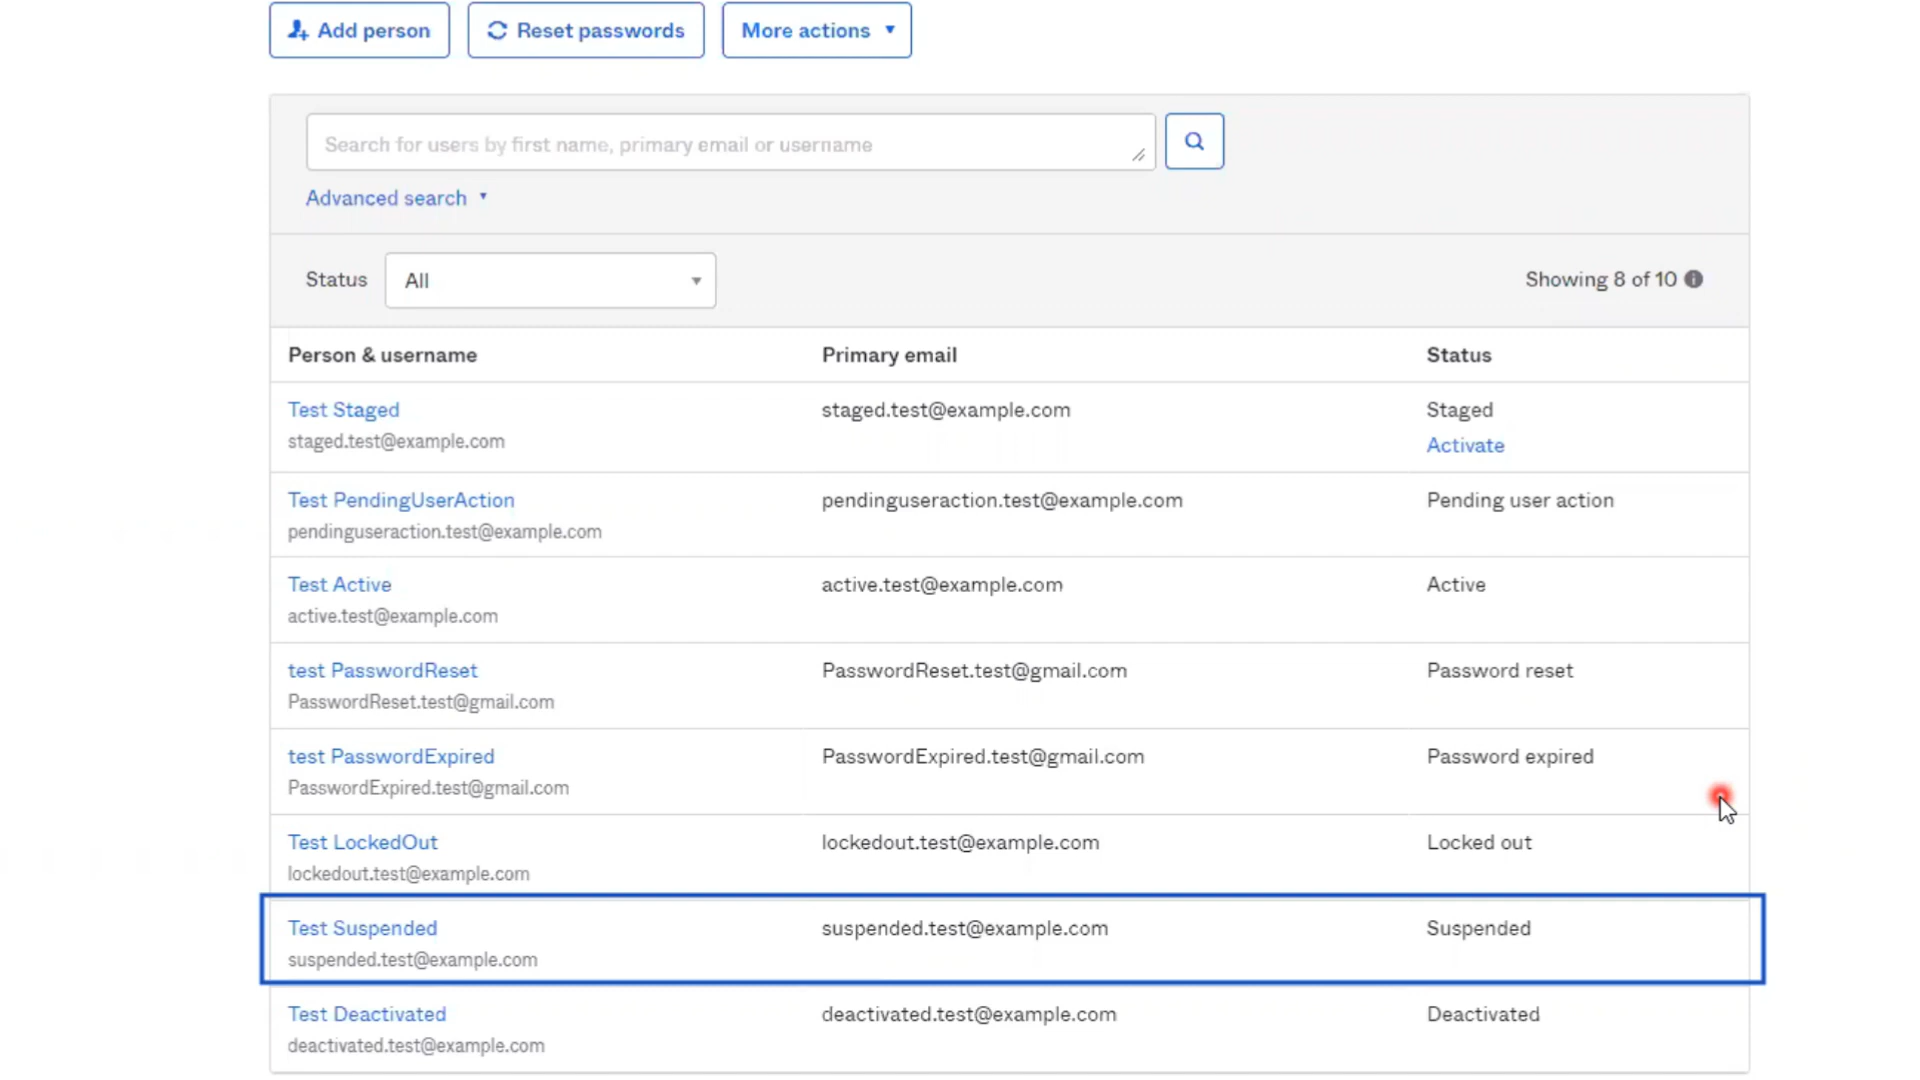 Add person Reset passwords More actions
Search for users by first name, primary email or username
Advanced search
Status All Showing 8 of 10
Person & username Primary email Status
Test Staged staged.test@example.com Staged
staged.test@example.com Activate
Test PendingUserAction pendinguseraction.test@example.com Pending user action
pendinguseraction.test@example.com
Test Active active.test@example.com Active
active.test@example.com
test PasswordReset PasswordReset.test@gmail.com Password reset
PasswordReset.test@gmail.com
test PasswordExpired PasswordExpired.test@gmail.com Password expired
PasswordExpired.test@gmail.com
Test LockedOut lockedout.test@example.com Locked out
lockedout.test@example.com
Test Suspended suspended.test@example.com Suspended
suspended.test@example.com
Test Deactivated deactivated.test@example.com Deactivated
deactivated.test@example.com